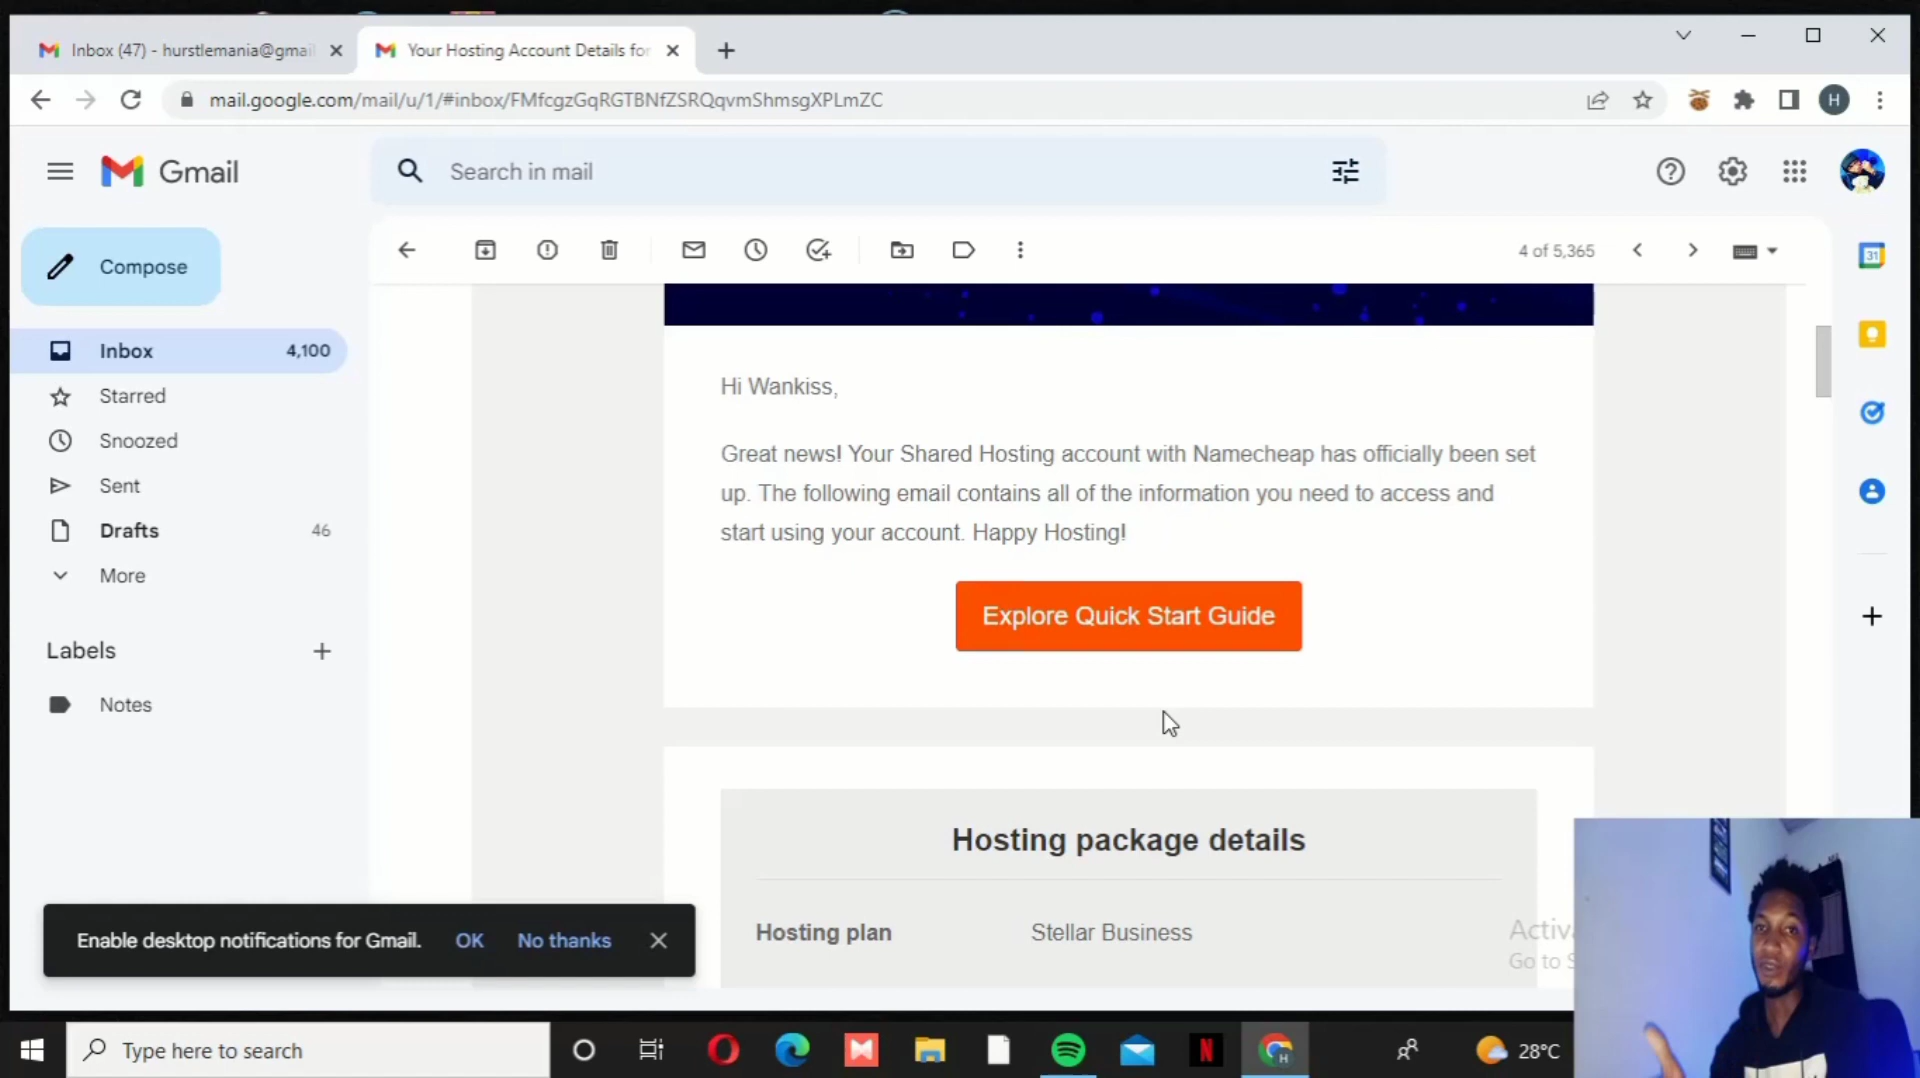 Inbox (47) - hurstlemania@gmai
Your Hosting Account Details for
mail.google.com/mail/u/1/#inbox/FMfcgzGqRGTBNfZSRQqvmShmsgXPLmZC
H
Gmail
Search in mail
Compose
4 of 5,365
31
Inbox 4,100
Starred
Snoozed
Sent
Drafts 46
More
Labels
Notes
Hi Wankiss,
Great news! Your Shared Hosting account with Namecheap has officially been set
up. The following email contains all of the information you need to access and
start using your account. Happy Hosting!
Explore Quick Start Guide
Hosting package details
Hosting plan Stellar Business
Enable desktop notifications for Gmail. OK No thanks
Activ
Go to S
Type here to search
N
H
28°C